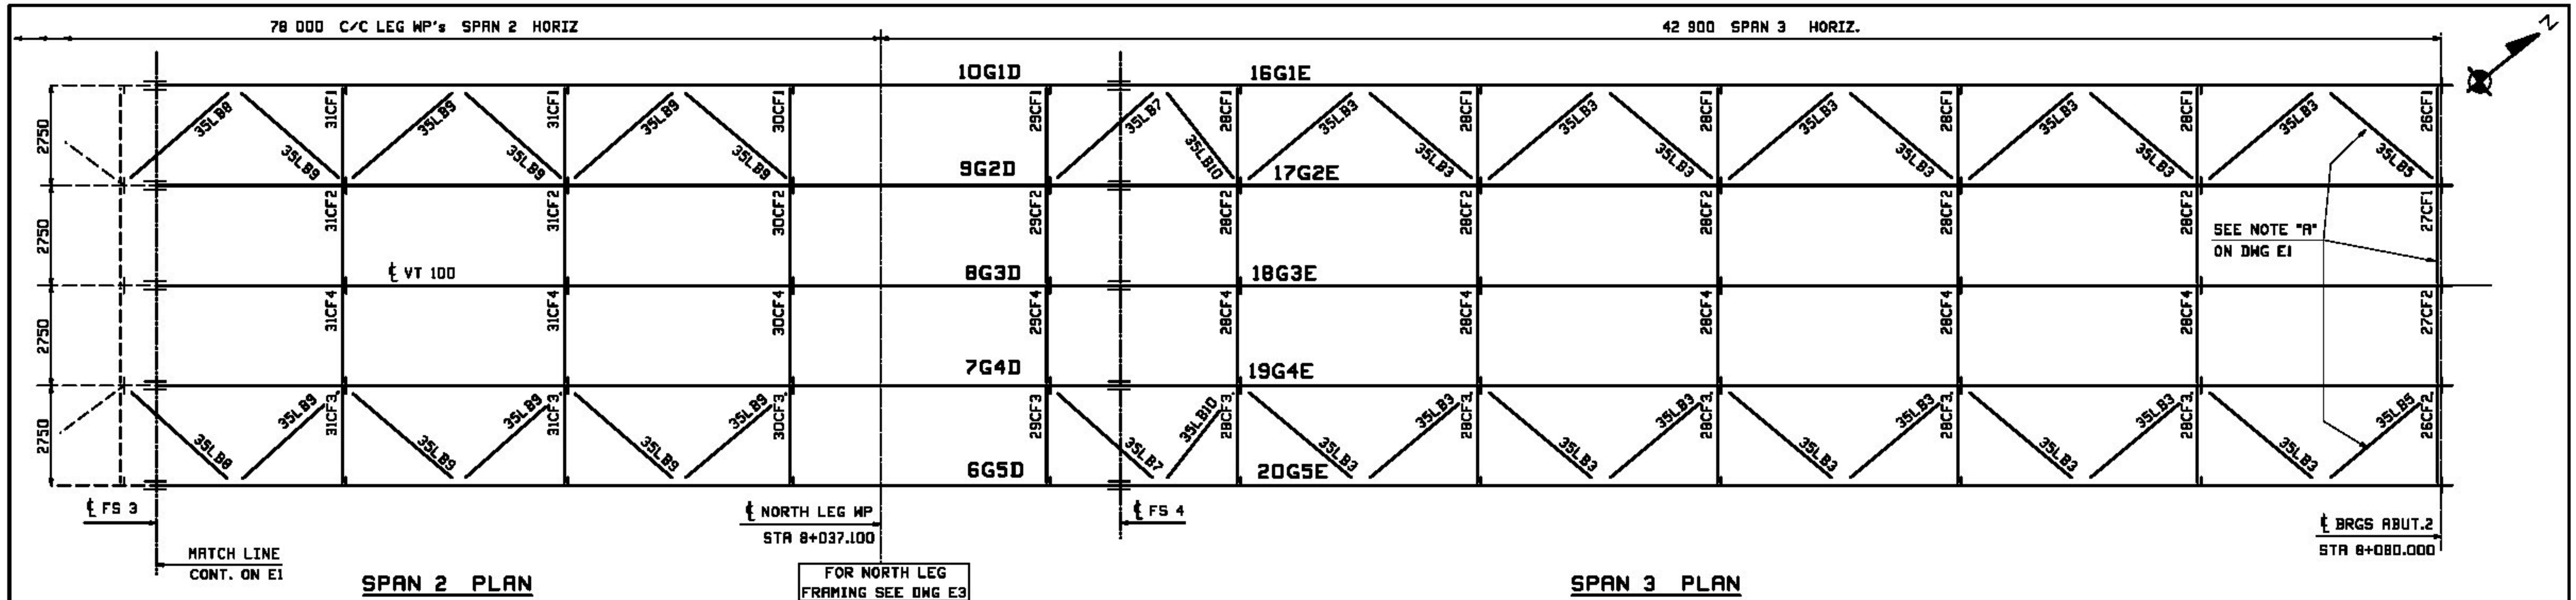 78 000 C/C LEG WP's SPAN 2 HORIZ
42 900 SPAN 3 HORIZ.
N
10G1D
16G1E
2750
35LB8
35LB9
31CF1
35LB9
35LB9
31CF1
35LB9
35LB9
30CF1
29CF1
35LB7
35LB10
28CF1
35LB3
35LB3
28CF1
35LB3
35LB3
28CF1
35LB3
35LB3
28CF1
35LB3
35LB3
28CF1
35LB3
35LB5
26CF1
9G2D
17G2E
2750
31CF2
31CF2
30CF2
29CF2
28CF2
28CF2
28CF2
28CF2
28CF2
27CF1
SEE NOTE "A"
ON DWG E1
℄ VT 100
8G3D
18G3E
2750
31CF4
31CF4
30CF4
29CF4
28CF4
28CF4
28CF4
28CF4
28CF4
27CF2
7G4D
19G4E
2750
35LB8
35LB9
31CF3
35LB9
35LB9
31CF3
35LB9
35LB9
30CF3
29CF3
35LB7
35LB10
28CF3
35LB3
35LB3
28CF3
35LB3
35LB3
28CF3
35LB3
35LB3
28CF3
35LB3
35LB3
28CF3
35LB3
35LB5
26CF2
6G5D
20G5E
℄ FS 3
℄ NORTH LEG WP
STA 8+037.100
℄ FS 4
℄ BRGS ABUT.2
STA 8+080.000
MATCH LINE
CONT. ON E1
SPAN 2 PLAN
FOR NORTH LEG
FRAMING SEE DWG E3
SPAN 3 PLAN